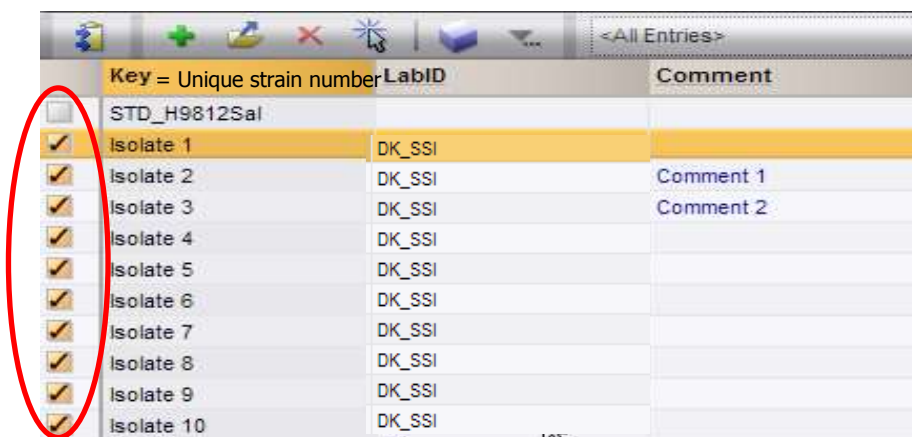 <All Entries>
Key = Unique strain number LabID Comment
STD_H9812Sal
Isolate 1 DK_SSI
Isolate 2 DK_SSI Comment 1
Isolate 3 DK_SSI Comment 2
Isolate 4 DK_SSI
Isolate 5 DK_SSI
Isolate 6 DK_SSI
Isolate 7 DK_SSI
Isolate 8 DK_SSI
Isolate 9 DK_SSI
Isolate 10 DK_SSI